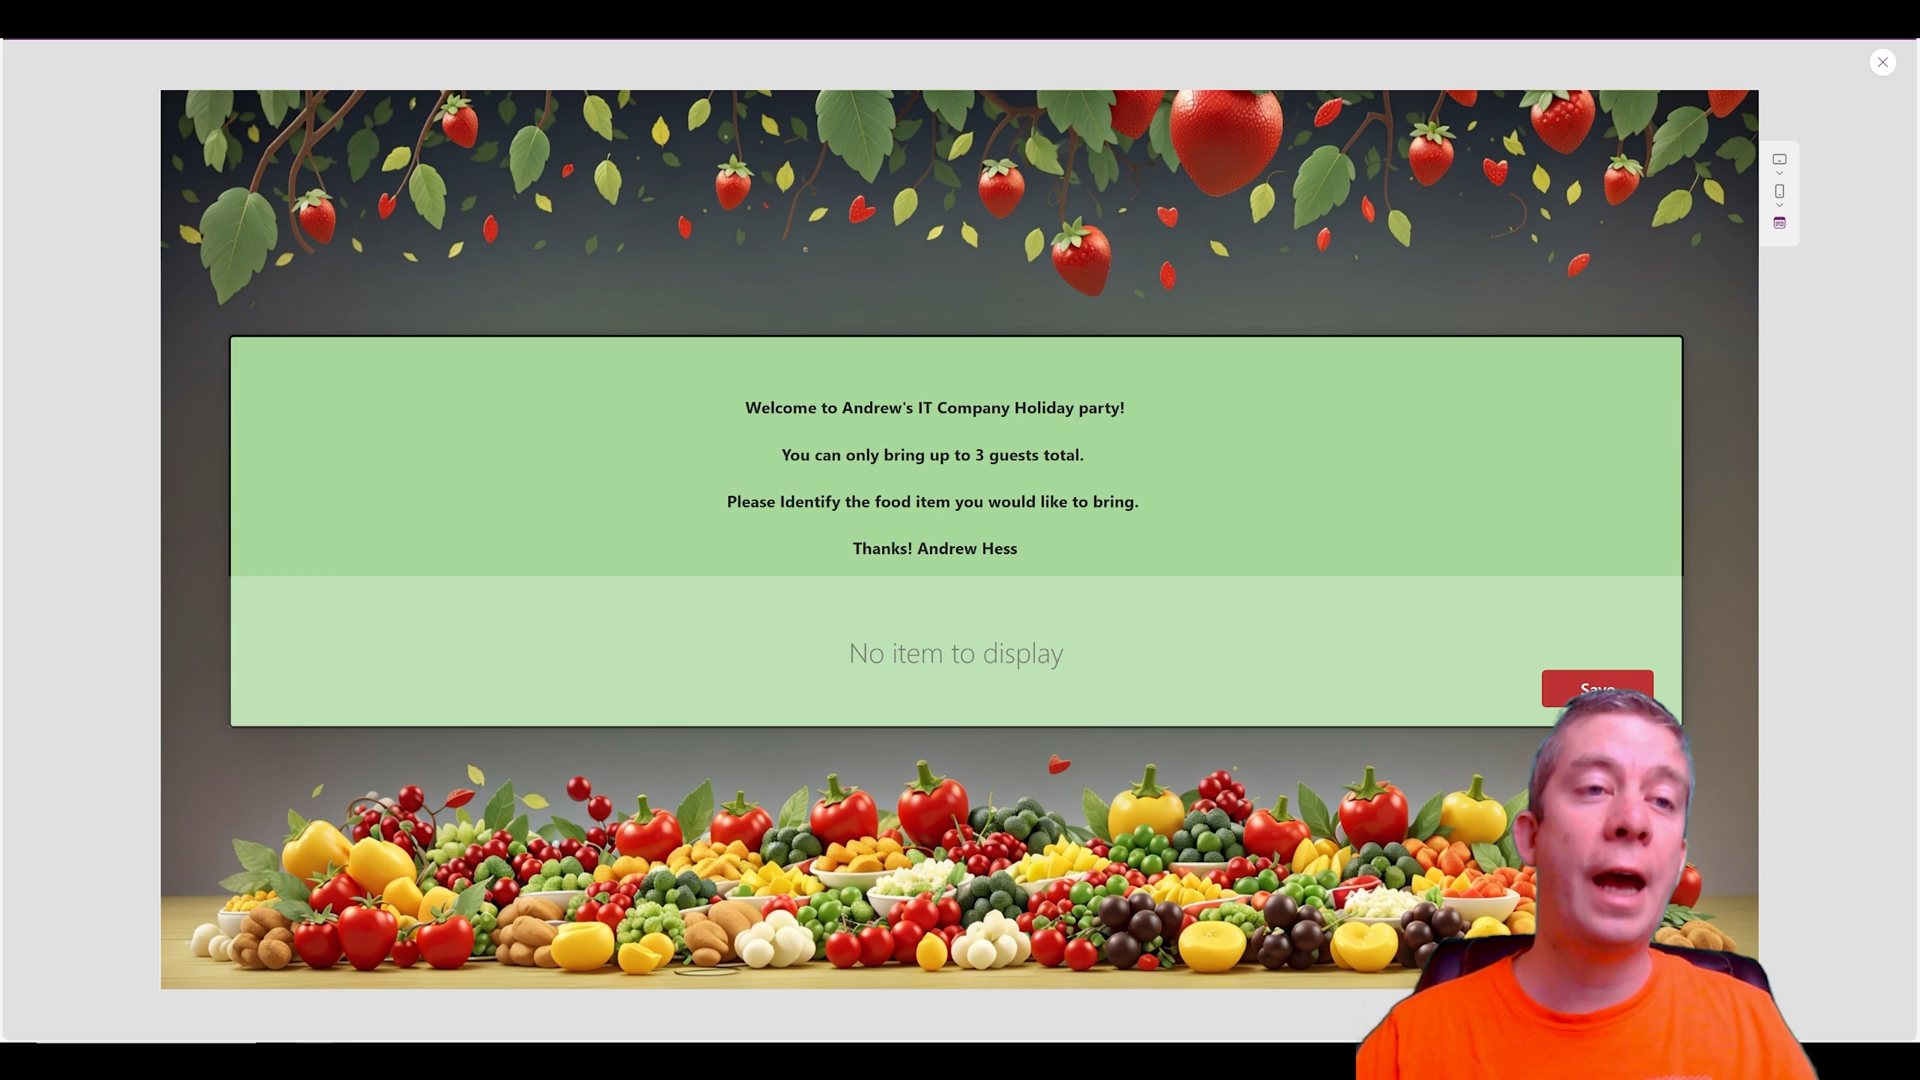 Welcome to Andrew's IT Company Holiday party!
You can only bring up to 3 guests total.
Please Identify the food item you would like to bring.
Thanks! Andrew Hess
No item to display
Save